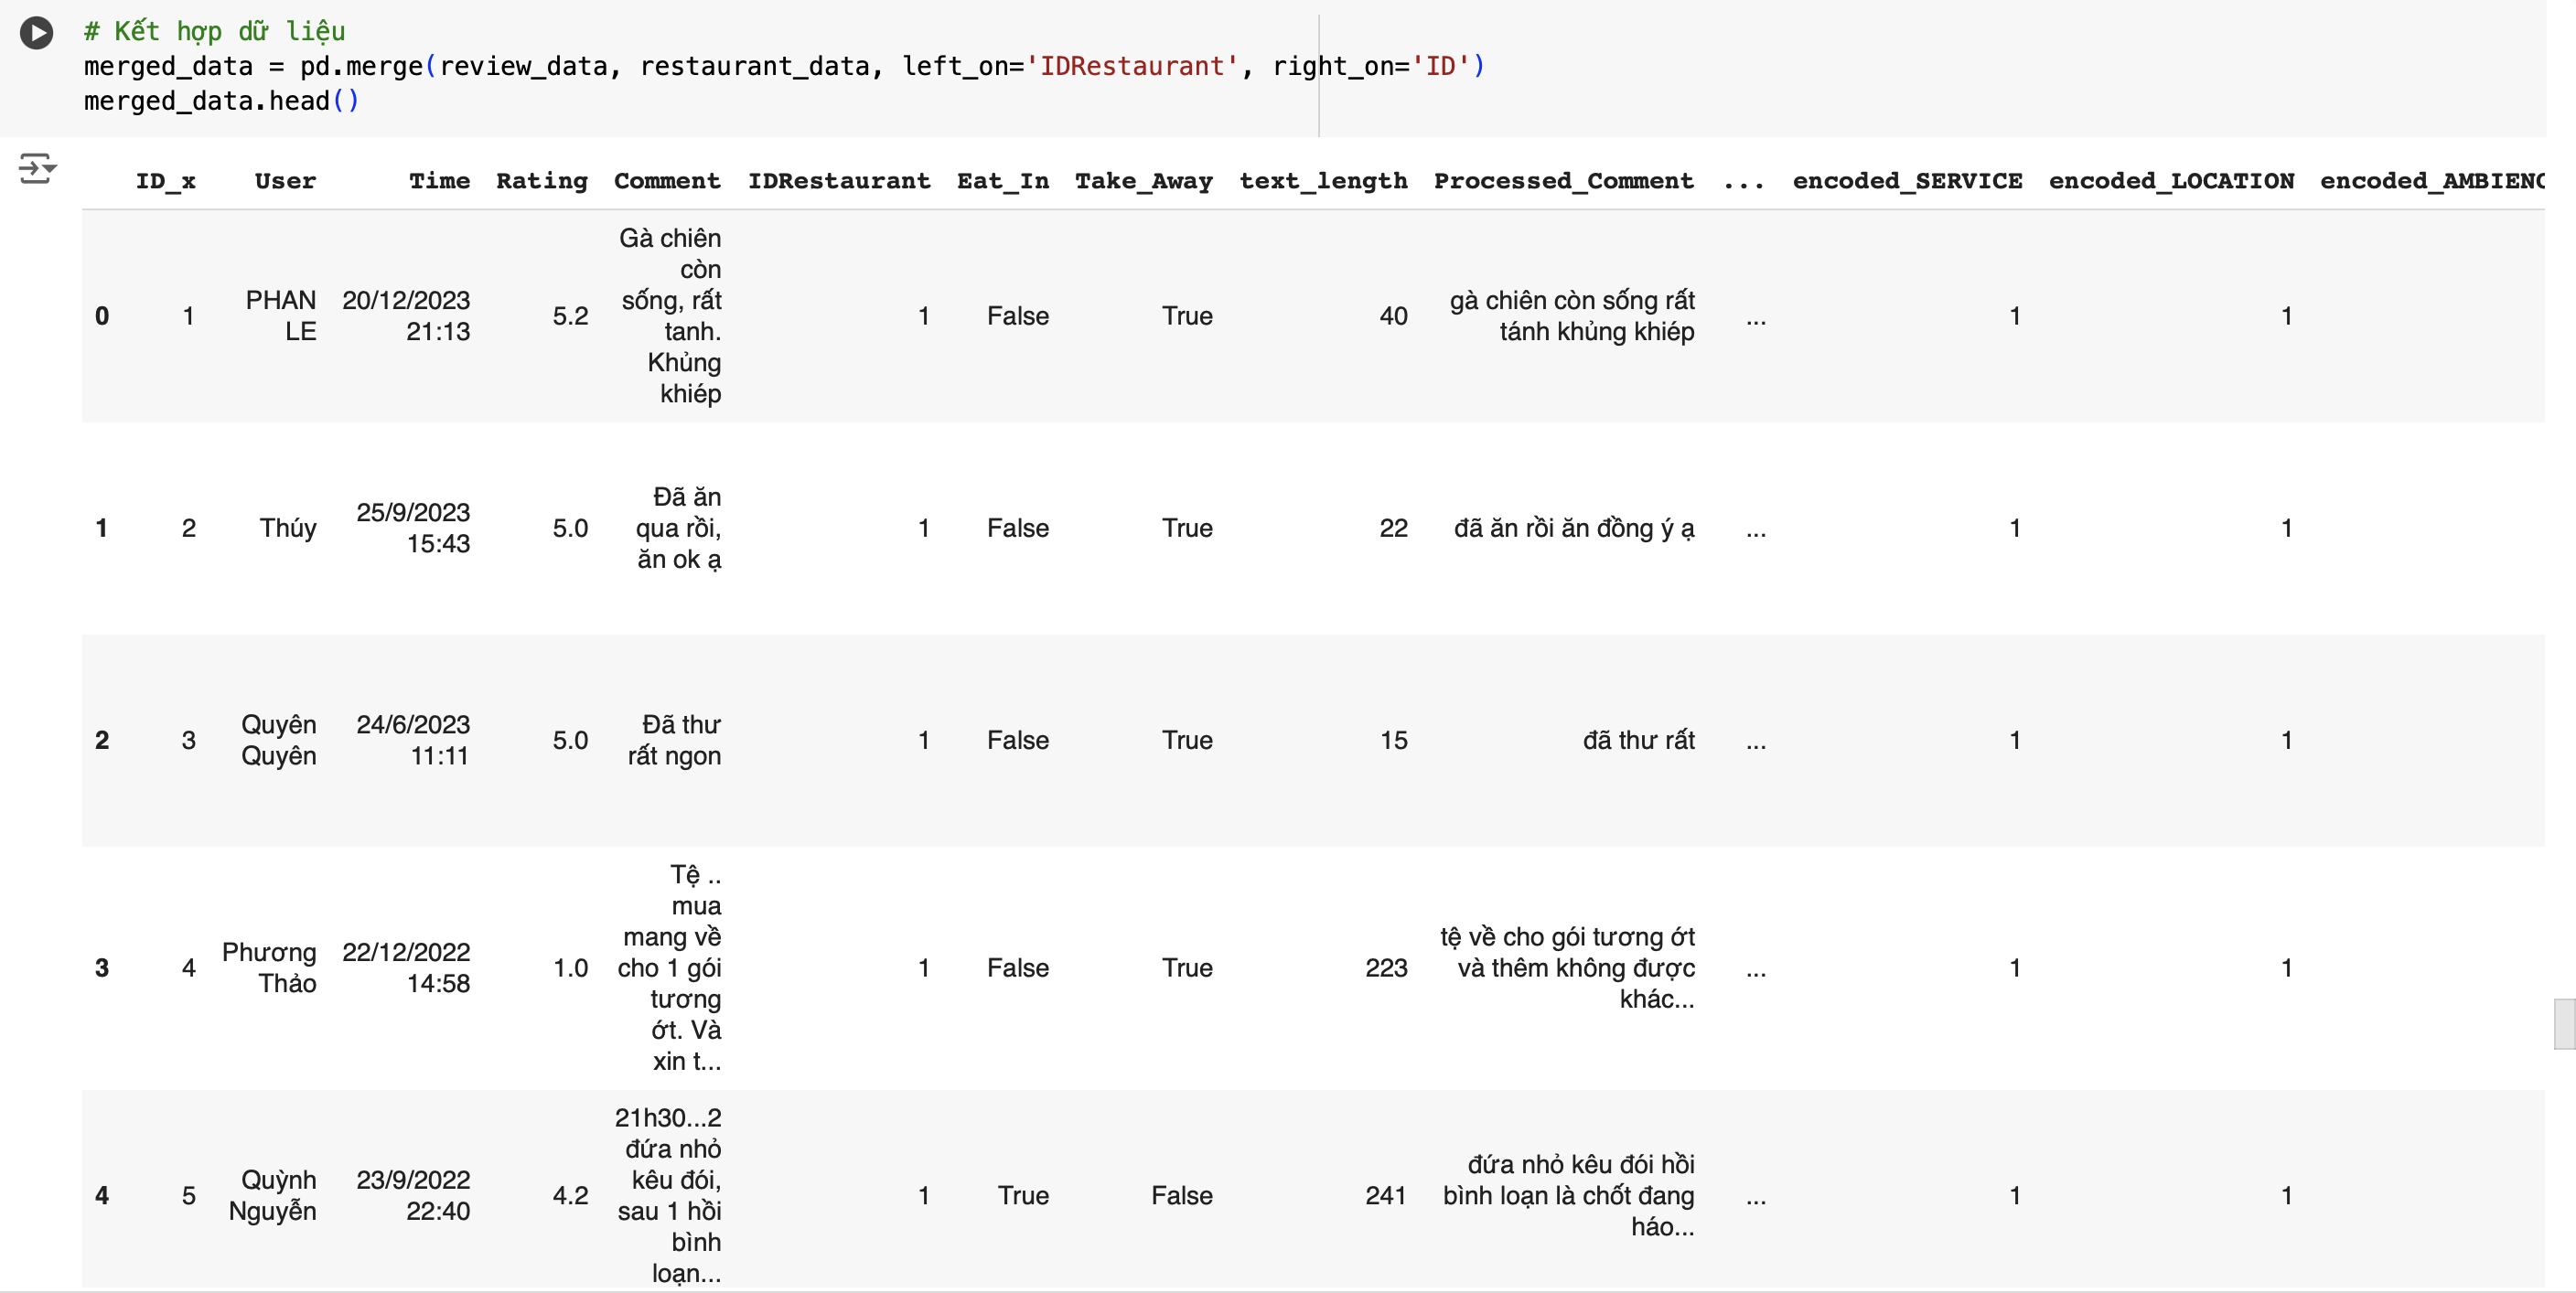 # Kết hợp dữ liệu
merged_data = pd.merge(review_data, restaurant_data, left_on='IDRestaurant', right_on='ID')
merged_data.head()
ID_x User Time Rating Comment IDRestaurant Eat_In Take_Away text_length Processed_Comment ... encoded_SERVICE encoded_LOCATION encoded_AMBIENC
0 1 PHAN LE 20/12/2023 21:13 5.2 Gà chiên còn sống, rất tanh. Khủng khiếp 1 False True 40 gà chiên còn sống rất tánh khủng khiếp ... 1 1
1 2 Thúy 25/9/2023 15:43 5.0 Đã ăn qua rồi, ăn ok ạ 1 False True 22 đã ăn rồi ăn đồng ý ạ ... 1 1
2 3 Quyên Quyên 24/6/2023 11:11 5.0 Đã thư rất ngon 1 False True 15 đã thư rất ... 1 1
3 4 Phương Thảo 22/12/2022 14:58 1.0 Tệ .. mua mang về cho 1 gói tương ớt. Và xin t... 1 False True 223 tệ về cho gói tương ớt và thêm không được khác... ... 1 1
4 5 Quỳnh Nguyễn 23/9/2022 22:40 4.2 21h30...2 đứa nhỏ kêu đói, sau 1 hồi bình loạn... 1 True False 241 đứa nhỏ kêu đói hồi bình loạn là chốt đang háo... ... 1 1